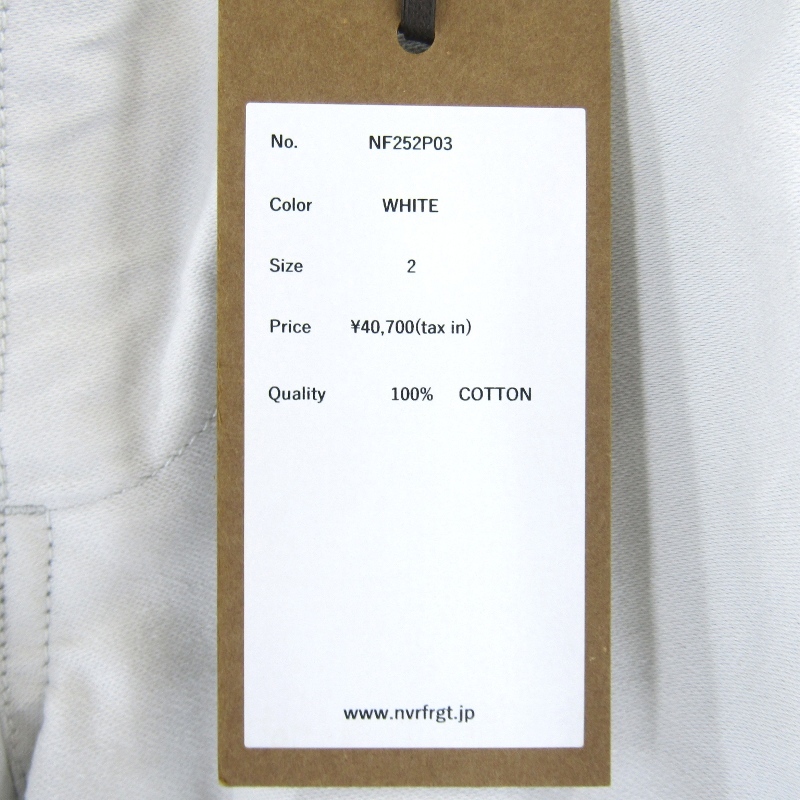 No. NF252P03
Color WHITE
Size 2
Price ¥40,700(tax in)
Quality 100% COTTON
www.nvrfrgt.jp